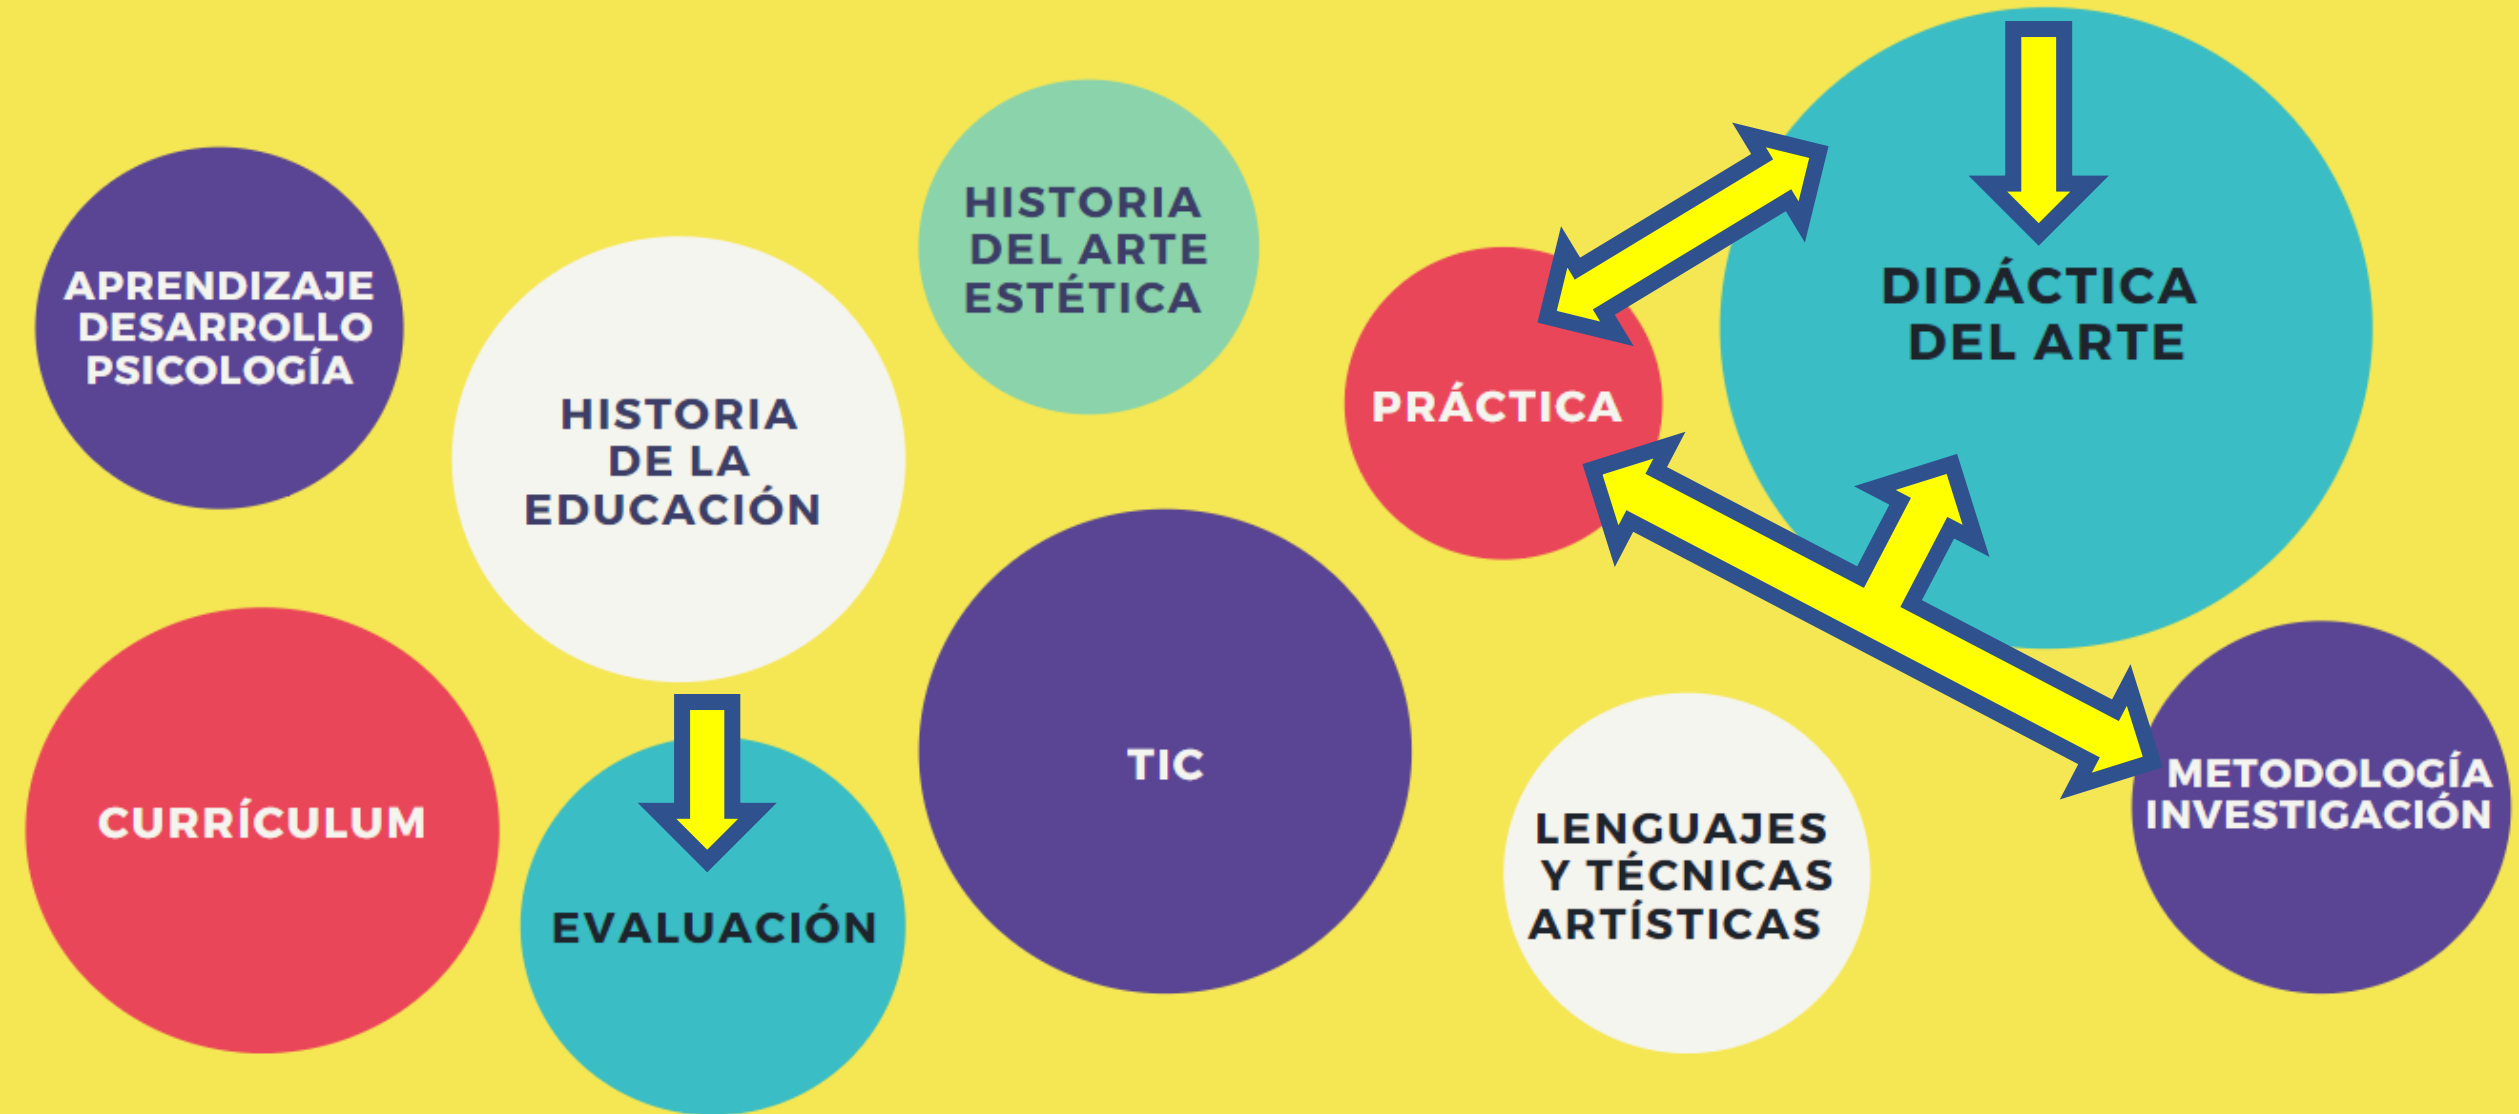 APRENDIZAJE
DESARROLLO
PSICOLOGÍA
HISTORIA
DE LA
EDUCACIÓN
HISTORIA
DEL ARTE
ESTÉTICA
PRÁCTICA
DIDÁCTICA
DEL ARTE
CURRÍCULUM
EVALUACIÓN
TIC
LENGUAJES
Y TÉCNICAS
ARTÍSTICAS
METODOLOGÍA
INVESTIGACIÓN